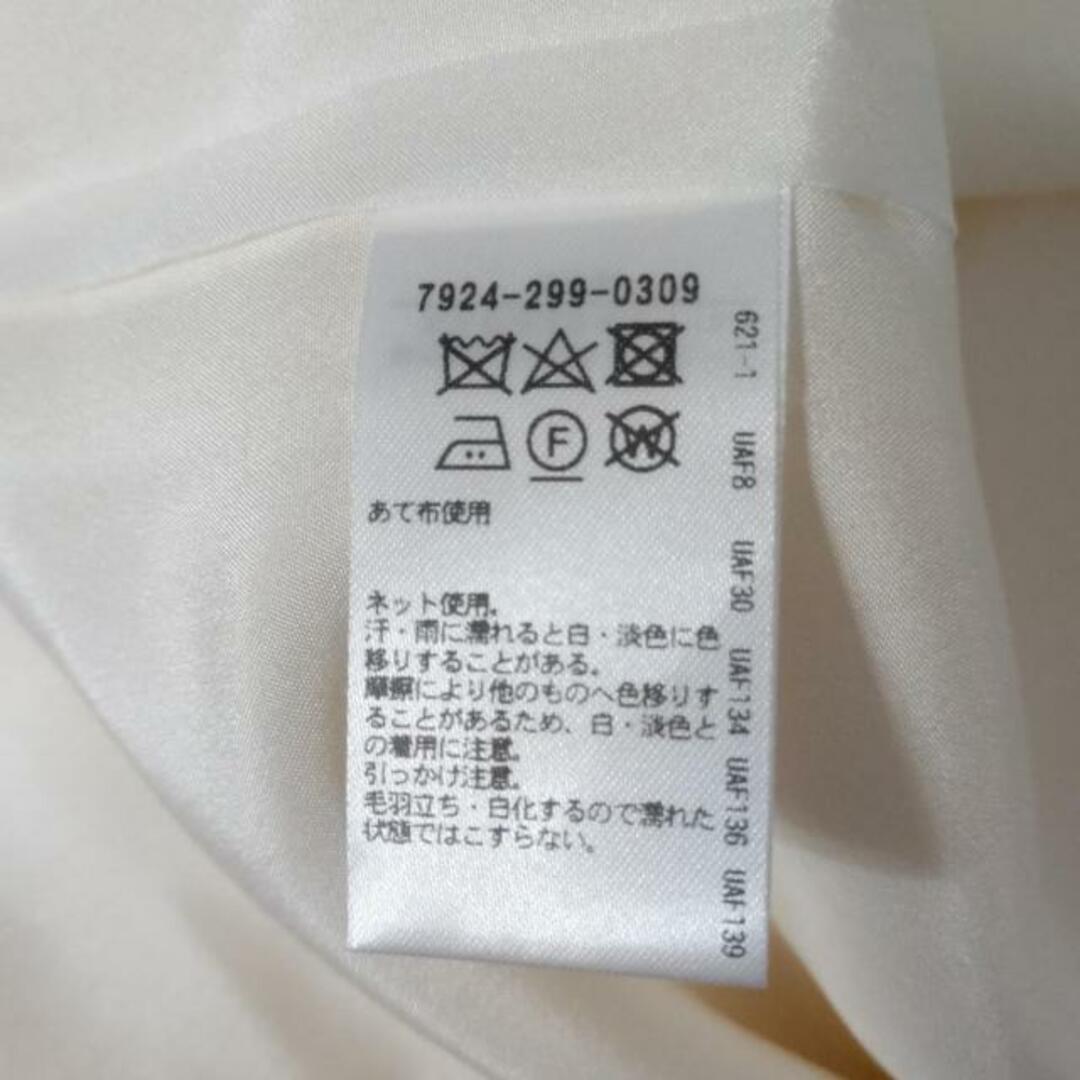 7924-299-0309
F
W
あて布使用
ネット使用。
汗・雨に濡れると白・淡色に色
移りすることがある。
摩擦により他のものへ色移りす
ることがあるため、白・淡色と
の着用に注意。
引っかけ注意。
毛羽立ち・白化するので濡れた
状態ではこすらない。
621-1 UAF8 UAF30 UAF134 UAF136 UAF139